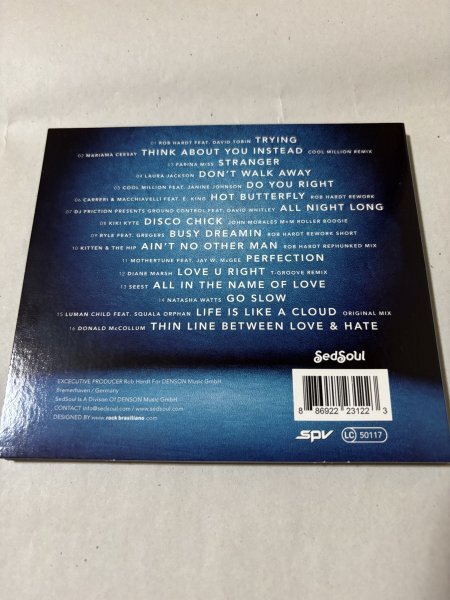 01 ROB HARDT FEAT. DAVID TOBIN TRYING
02 MARIAMA CEESAY THINK ABOUT YOU INSTEAD COOL MILLION REMIX
03 FARINA MISS STRANGER
04 LAURA JACKSON DON'T WALK AWAY
05 COOL MILLION FEAT. JANINE JOHNSON DO YOU RIGHT
06 CARRERI & MACCHIAVELLI FEAT. E. KING HOT BUTTERFLY ROB HARDT REWORK
07 DJ FRICTION PRESENTS GROUND CONTROL FEAT. DAVID WHITLEY ALL NIGHT LONG
08 KIKI KYTE DISCO CHICK JOHN MORALES M+M ROLLER BOOGIE
09 RYLE FEAT. GREGERS BUSY DREAMIN ROB HARDT REWORK SHORT
10 KITTEN & THE HIP AIN'T NO OTHER MAN ROB HARDT REPHUNKED MIX
11 MOTHERTUNE FEAT. JAY W. McGEE PERFECTION
12 DIANE MARSH LOVE U RIGHT T-GROOVE REMIX
13 SEEST ALL IN THE NAME OF LOVE
14 NATASHA WATTS GO SLOW
15 LUMAN CHILD FEAT. SQUALA ORPHAN LIFE IS LIKE A CLOUD ORIGINAL MIX
16 DONALD McCOLLUM THIN LINE BETWEEN LOVE & HATE
SedSoul
EXCECUTIVE PRODUCER Rob Hardt For DENSON Music GmbH
Bremerhaven / Germany
SedSoul Is A Divison Of DENSON Music GmbH
CONTACT info@sedsoul.com / www.sedsoul.com
DESIGNED BY www.rockbrasiliano.com
8 86922 23122 3
spv
LC 50117